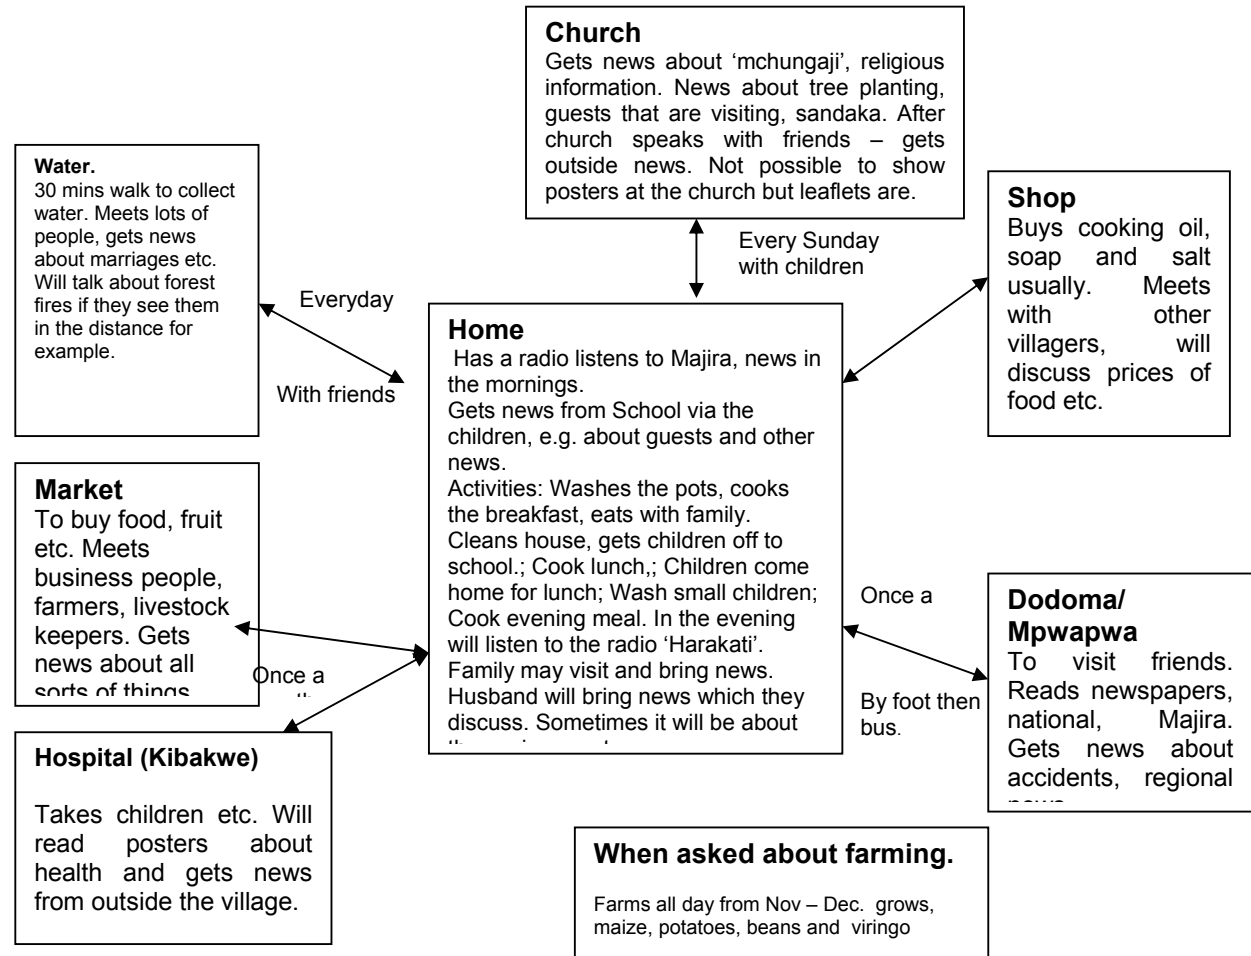 Church
Gets news about ‘mchungaji’, religious
information. News about tree planting,
guests that are visiting, sandaka. After
church speaks with friends – gets
outside news. Not possible to show
posters at the church but leaflets are.
Water.
30 mins walk to collect
water. Meets lots of
people, gets news
about marriages etc.
Will talk about forest
fires if they see them
in the distance for
example.
Shop
Buys cooking oil,
soap and salt
usually. Meets
with other
villagers, will
discuss prices of
food etc.
Every Sunday
with children
Everyday
With friends
Home
Has a radio listens to Majira, news in
the mornings.
Gets news from School via the
children, e.g. about guests and other
news.
Activities: Washes the pots, cooks
the breakfast, eats with family.
Cleans house, gets children off to
school.; Cook lunch,; Children come
home for lunch; Wash small children;
Cook evening meal. In the evening
will listen to the radio ‘Harakati’.
Family may visit and bring news.
Husband will bring news which they
discuss. Sometimes it will be about
Market
To buy food, fruit
etc. Meets
business people,
farmers, livestock
keepers. Gets
news about all
sorts of things
Once a
Once a
By foot then
bus.
Dodoma/
Mpwapwa
To visit friends.
Reads newspapers,
national, Majira.
Gets news about
accidents, regional
Hospital (Kibakwe)
Takes children etc. Will
read posters about
health and gets news
from outside the village.
When asked about farming.
Farms all day from Nov – Dec. grows,
maize, potatoes, beans and viringo